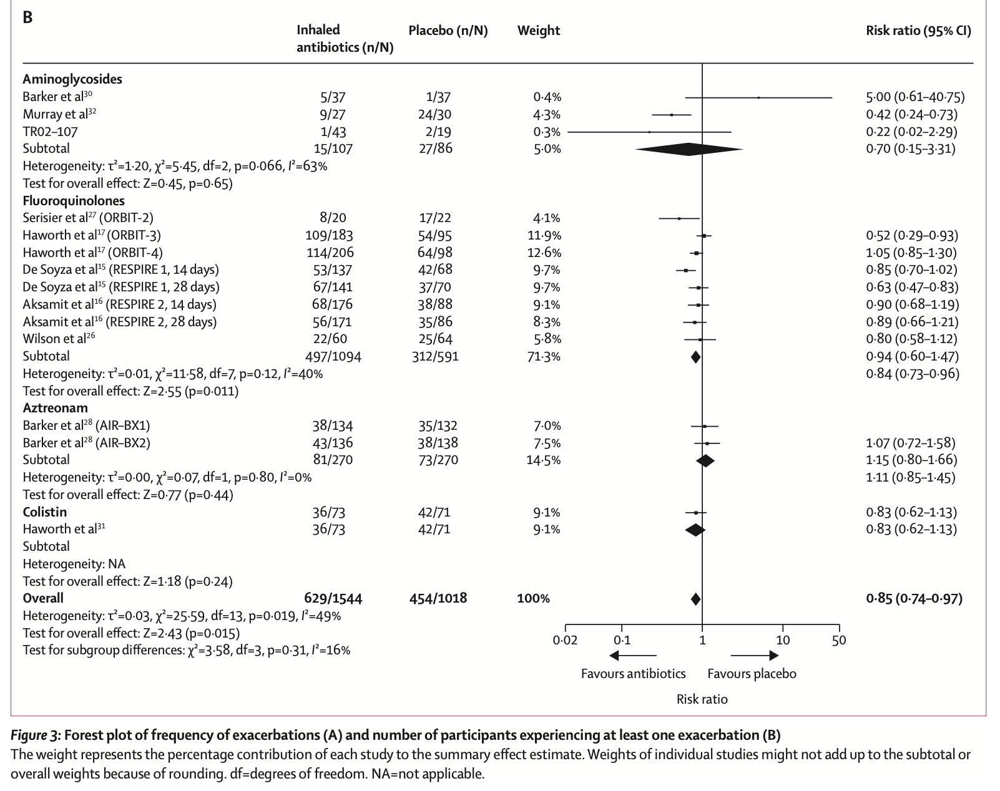 B
Inhaled antibiotics (n/N) Placebo (n/N) Weight Risk ratio (95% CI)
Aminoglycosides
Barker et al30 5/37 1/37 0·4% 5·00 (0·61–40·75)
Murray et al32 9/27 24/30 4·3% 0·42 (0·24–0·73)
TR02–107 1/43 2/19 0·3% 0·22 (0·02–2·29)
Subtotal 15/107 27/86 5·0% 0·70 (0·15–3·31)
Heterogeneity: τ²=1·20, χ²=5·45, df=2, p=0·066, I²=63%
Test for overall effect: Z=0·45, p=0·65)
Fluoroquinolones
Serisier et al27 (ORBIT-2) 8/20 17/22 4·1%
Haworth et al17 (ORBIT-3) 109/183 54/95 11·9% 0·52 (0·29–0·93)
Haworth et al17 (ORBIT-4) 114/206 64/98 12·6% 1·05 (0·85–1·30)
De Soyza et al15 (RESPIRE 1, 14 days) 53/137 42/68 9·7% 0·85 (0·70–1·02)
De Soyza et al15 (RESPIRE 1, 28 days) 67/141 37/70 9·7% 0·63 (0·47–0·83)
Aksamit et al16 (RESPIRE 2, 14 days) 68/176 38/88 9·1% 0·90 (0·68–1·19)
Aksamit et al16 (RESPIRE 2, 28 days) 56/171 35/86 8·3% 0·89 (0·66–1·21)
Wilson et al26 22/60 25/64 5·8% 0·80 (0·58–1·12)
Subtotal 497/1094 312/591 71·3% 0·94 (0·60–1·47)
Heterogeneity: τ²=0·01, χ²=11·58, df=7, p=0·12, I²=40% 0·84 (0·73–0·96)
Test for overall effect: Z=2·55 (p=0·011)
Aztreonam
Barker et al28 (AIR–BX1) 38/134 35/132 7·0%
Barker et al28 (AIR–BX2) 43/136 38/138 7·5% 1·07 (0·72–1·58)
Subtotal 81/270 73/270 14·5% 1·15 (0·80–1·66)
Heterogeneity: τ²=0·00, χ²=0·07, df=1, p=0·80, I²=0% 1·11 (0·85–1·45)
Test for overall effect: Z=0·77 (p=0·44)
Colistin 36/73 42/71 9·1% 0·83 (0·62–1·13)
Haworth et al31 36/73 42/71 9·1% 0·83 (0·62–1·13)
Subtotal
Heterogeneity: NA
Test for overall effect: Z=1·18 (p=0·24)
Overall 629/1544 454/1018 100% 0·85 (0·74–0·97)
Heterogeneity: τ²=0·03, χ²=25·59, df=13, p=0·019, I²=49%
Test for overall effect: Z=2·43 (p=0·015)
Test for subgroup differences: χ²=3·58, df=3, p=0·31, I²=16%
0·02 0·1 1 10 50
Favours antibiotics Favours placebo
Risk ratio
Figure 3: Forest plot of frequency of exacerbations (A) and number of participants experiencing at least one exacerbation (B)
The weight represents the percentage contribution of each study to the summary effect estimate. Weights of individual studies might not add up to the subtotal or
overall weights because of rounding. df=degrees of freedom. NA=not applicable.